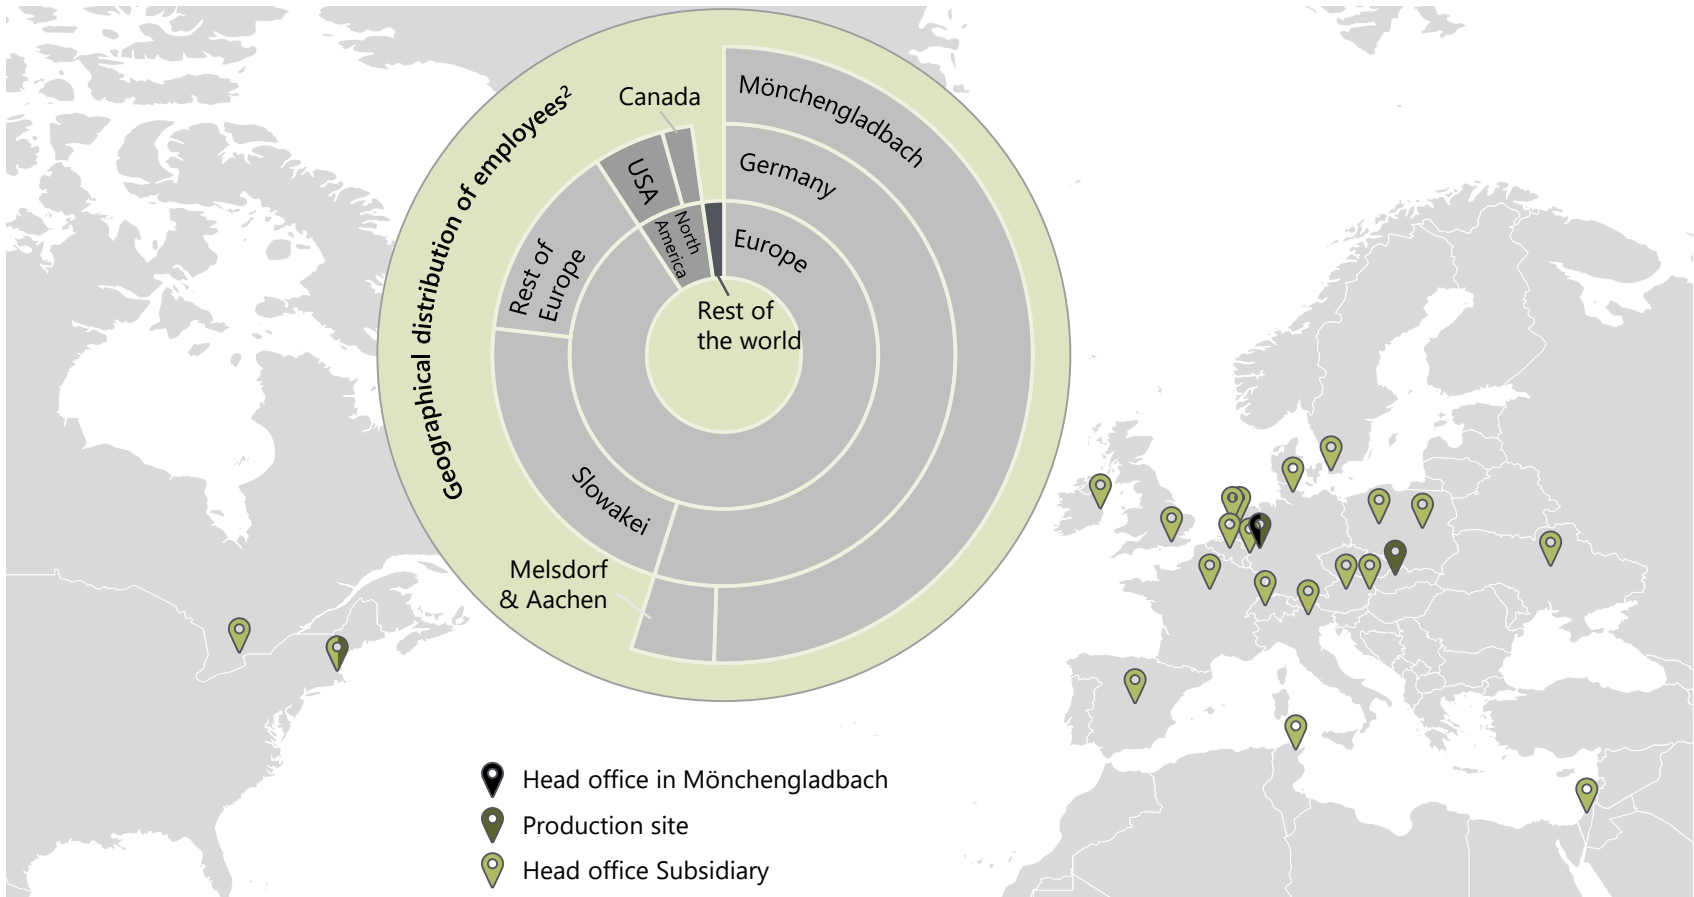 Geographical distribution of employees²
Canada
Mönchengladbach
Germany
Europe
USA
North
America
Rest of
Europe
Rest of
the world
Slowakei
Melsdorf
& Aachen
Head office in Mönchengladbach
Production site
Head office Subsidiary